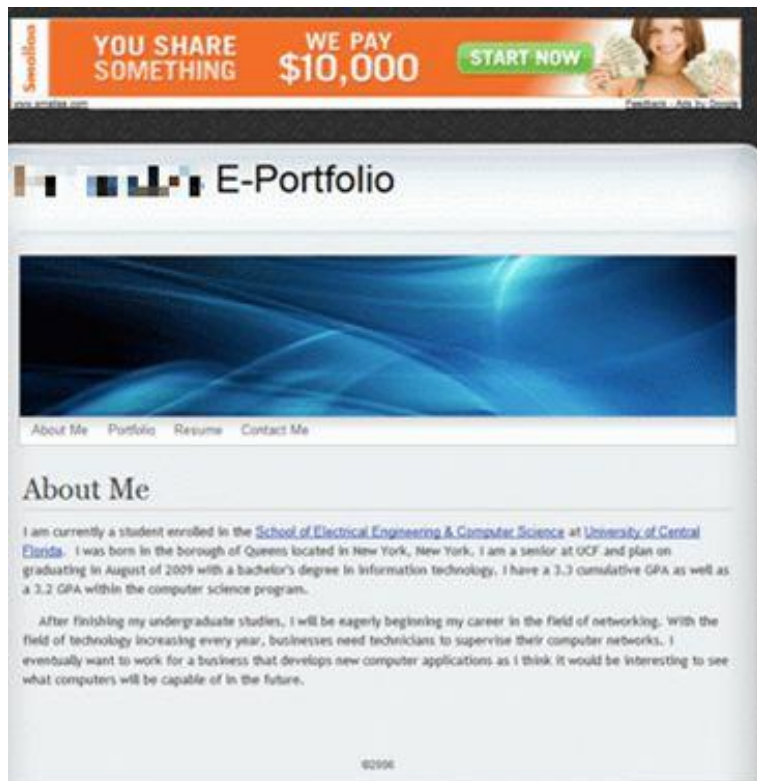 Smalloo
YOU SHARE
SOMETHING
WE PAY
$10,000
START NOW
Feedback - Ads by Google
E-Portfolio
About Me Portfolio Resume Contact Me
About Me
I am currently a student enrolled in the School of Electrical Engineering & Computer Science at University of Central
Florida. I was born in the borough of Queens located in New York, New York. I am a senior at UCF and plan on
graduating in August of 2009 with a bachelor's degree in information technology. I have a 3.3 cumulative GPA as well as
a 3.2 GPA within the computer science program.
After finishing my undergraduate studies, I will be eagerly beginning my career in the field of networking. With the
field of technology increasing every year, businesses need technicians to supervise their computer networks. I
eventually want to work for a business that develops new computer applications as I think it would be interesting to see
what computers will be capable of in the future.